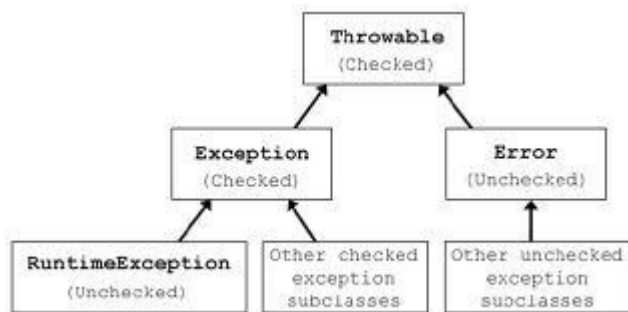 Throwable
(Checked)
Exception
(Checked)
Error
(Unchecked)
RuntimeException
(Unchecked)
Other checked
exception
subclasses
Other unchecked
exception
subclasses